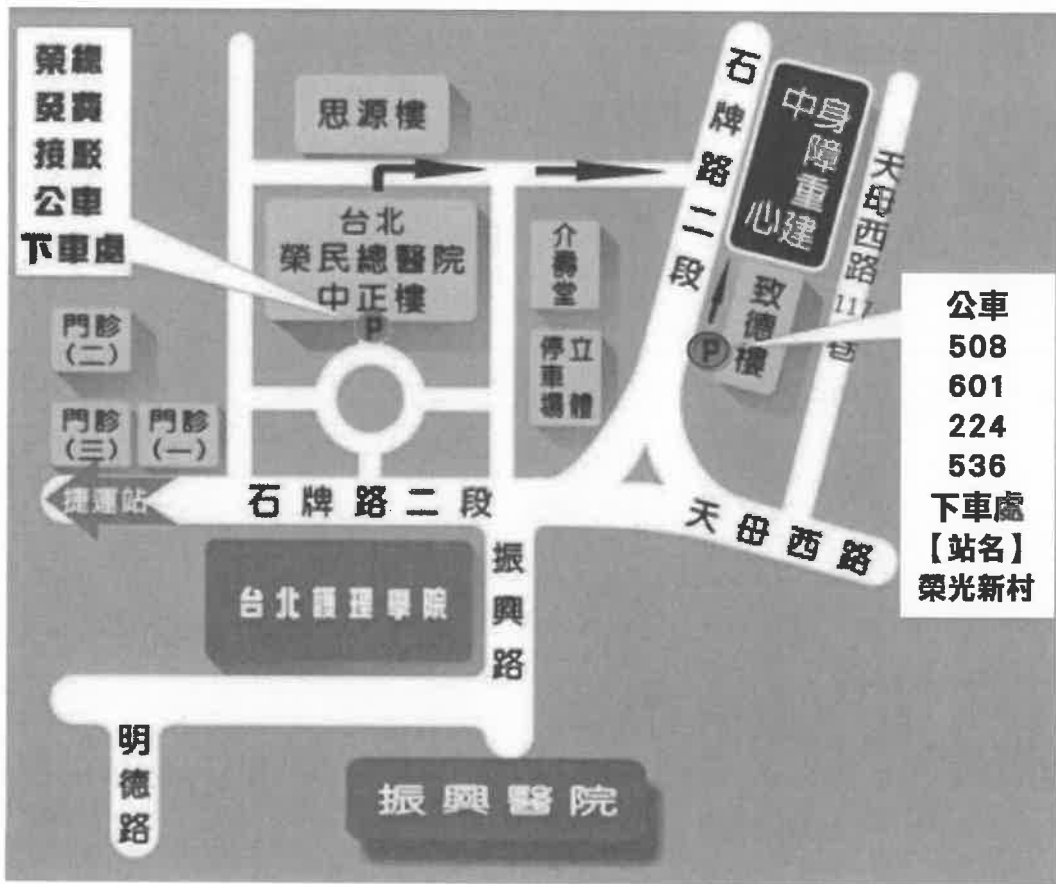 榮總
免費
接駁
公車
下車處
思源樓
台北
榮民總醫院
中正樓
P
門診
(二)
門診
(三)
門診
(一)
捷運站
介壽堂
立體
停車場
石牌路二段
身障重建
中心
致德樓
P
天母西路117巷
公車
508
601
224
536
下車處
【站名】
榮光新村
石牌路二段
天母西路
振興路
台北護理學院
明德路
振興醫院